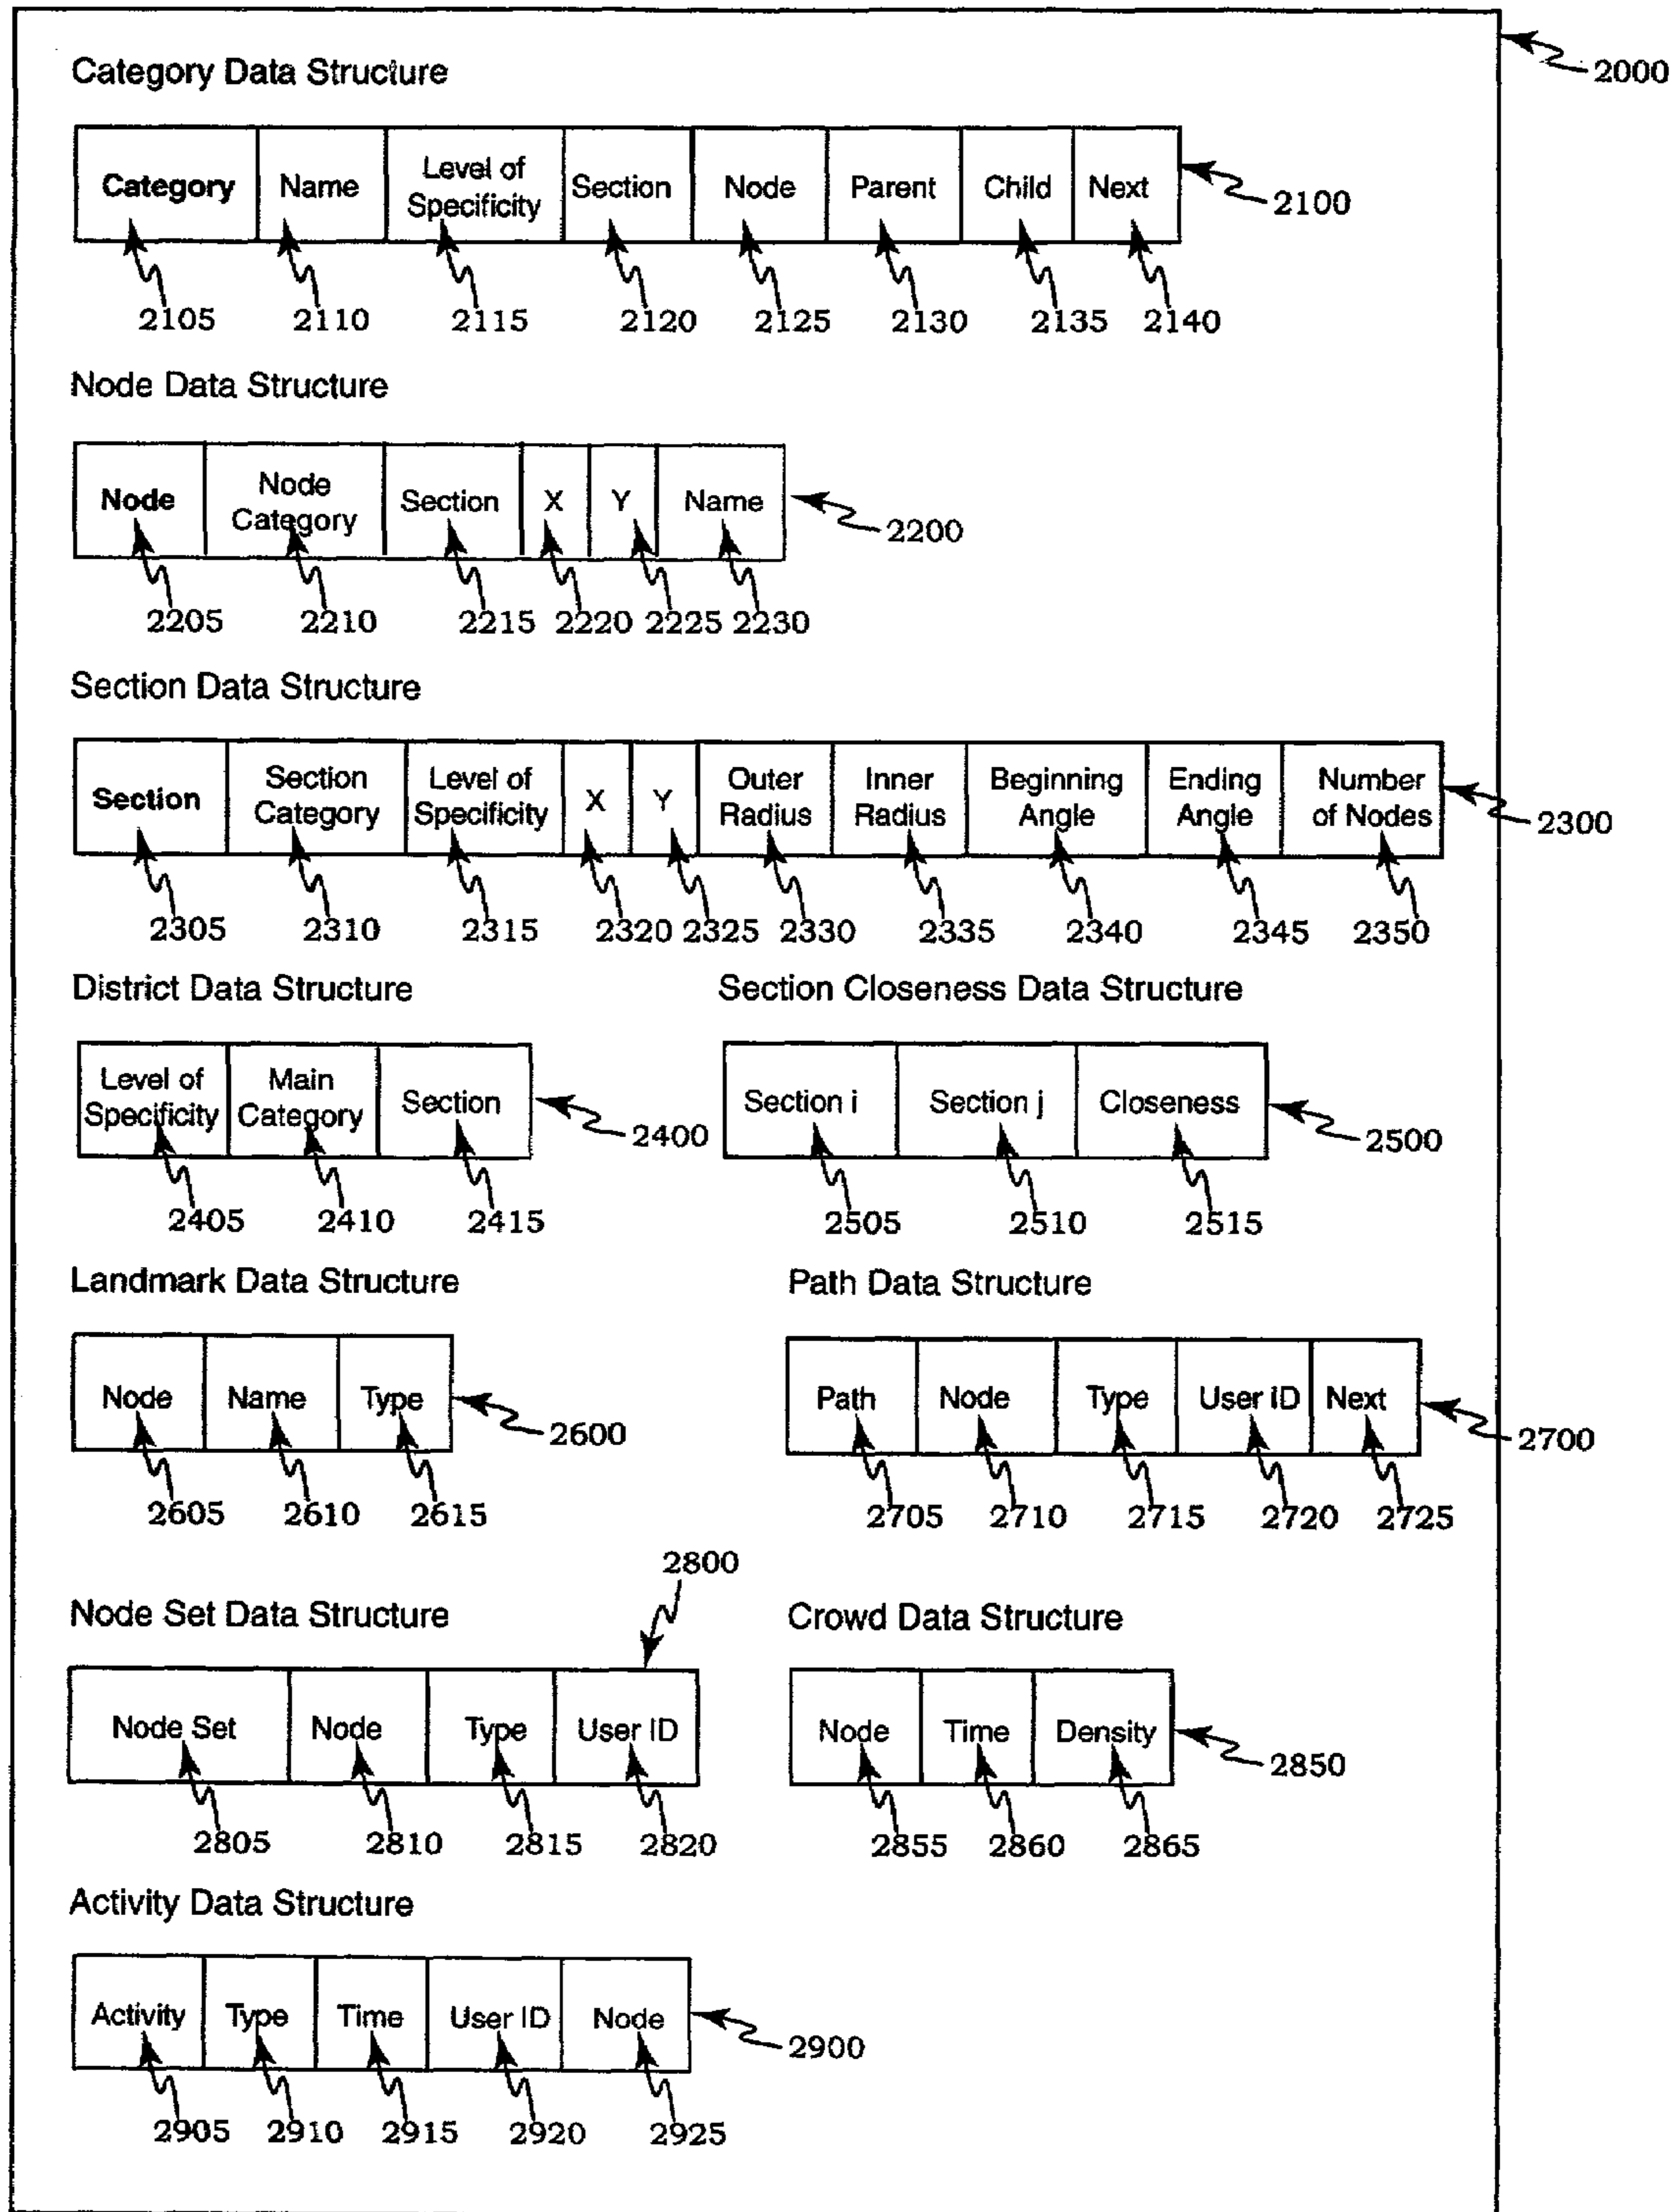 2000
Category Data Structure
Category Name Level of Specificity Section Node Parent Child Next
2100
2105 2110 2115 2120 2125 2130 2135 2140
Node Data Structure
Node Node Category Section X Y Name
2200
2205 2210 2215 2220 2225 2230
Section Data Structure
Section Section Category Level of Specificity X Y Outer Radius Inner Radius Beginning Angle Ending Angle Number of Nodes
2300
2305 2310 2315 2320 2325 2330 2335 2340 2345 2350
District Data Structure
Level of Specificity Main Category Section
2400
2405 2410 2415
Section Closeness Data Structure
Section i Section j Closeness
2500
2505 2510 2515
Landmark Data Structure
Node Name Type
2600
2605 2610 2615
Path Data Structure
Path Node Type User ID Next
2700
2705 2710 2715 2720 2725
2800
Node Set Data Structure
Node Set Node Type User ID
2805 2810 2815 2820
Crowd Data Structure
Node Time Density
2850
2855 2860 2865
Activity Data Structure
Activity Type Time User ID Node
2900
2905 2910 2915 2920 2925